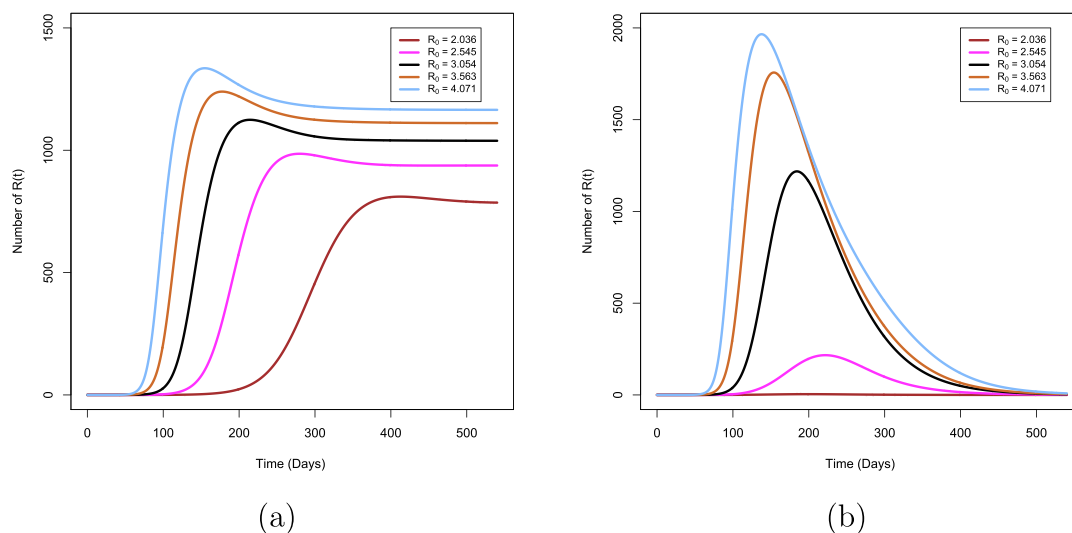 1500
1000
500
0
Number of R(t)
0 100 200 300 400 500
Time (Days)
R0 = 2.036
R0 = 2.545
R0 = 3.054
R0 = 3.563
R0 = 4.071
(a)
2000
1500
1000
500
0
Number of R(t)
0 100 200 300 400 500
Time (Days)
R0 = 2.036
R0 = 2.545
R0 = 3.054
R0 = 3.563
R0 = 4.071
(b)